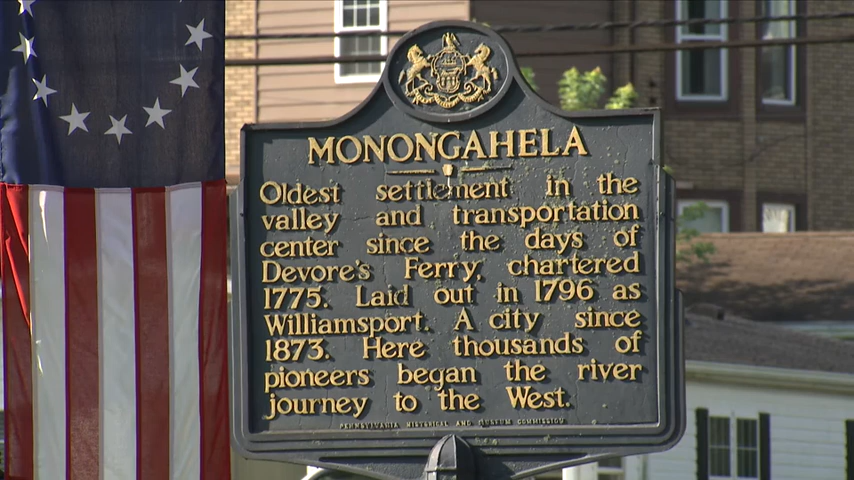 MONONGAHELA
Oldest settlement in the
valley and transportation
center since the days of
Devore's Ferry, chartered
1775. Laid out in 1796 as
Williamsport. A city since
1873. Here thousands of
pioneers began the river
journey to the West.
PENNSYLVANIA HISTORICAL AND MUSEUM COMMISSION